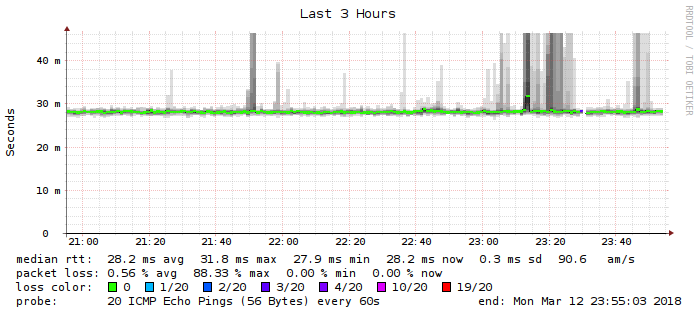 Last 3 Hours
RRDTOOL / TOBI OETIKER
Seconds
40 m
30 m
20 m
10 m
0
21:00 21:20 21:40 22:00 22:20 22:40 23:00 23:20 23:40
median rtt: 28.2 ms avg 31.8 ms max 27.9 ms min 28.2 ms now 0.3 ms sd 90.6 am/s
packet loss: 0.56 % avg 88.33 % max 0.00 % min 0.00 % now
loss color: 0 1/20 2/20 3/20 4/20 10/20 19/20
probe: 20 ICMP Echo Pings (56 Bytes) every 60s end: Mon Mar 12 23:55:03 2018